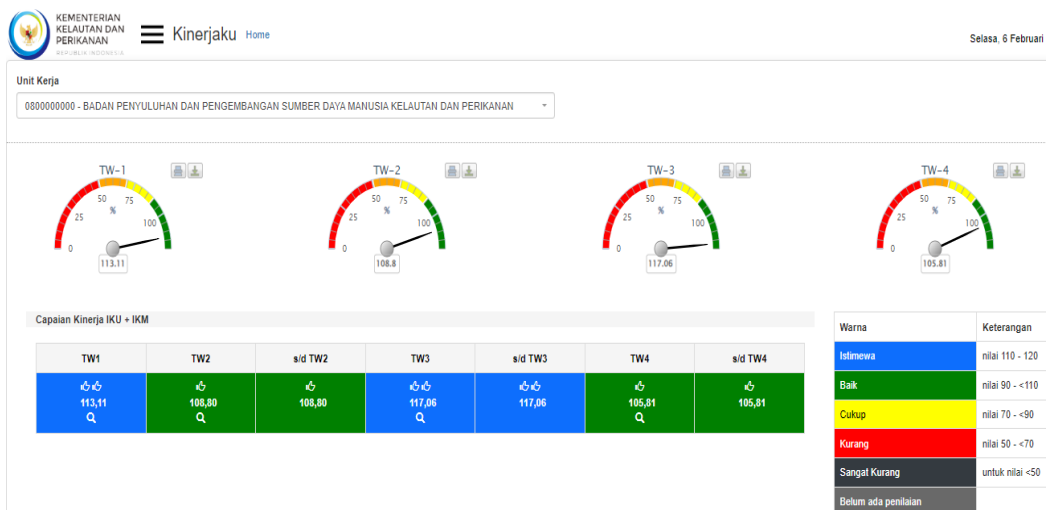 KEMENTERIAN
KELAUTAN DAN
PERIKANAN
REPUBLIK INDONESIA
Kinerjaku Home
Selasa, 6 Februari
Unit Kerja
0800000000 - BADAN PENYULUHAN DAN PENGEMBANGAN SUMBER DAYA MANUSIA KELAUTAN DAN PERIKANAN
TW-1
0 25 50 75 100
%
113.11
TW-2
0 25 50 75 100
%
108.8
TW-3
0 25 50 75 100
%
117.06
TW-4
0 25 50 75 100
%
105.81
Capaian Kinerja IKU + IKM
TW1 TW2 s/d TW2 TW3 s/d TW3 TW4 s/d TW4
113,11 108,80 108,80 117,06 117,06 105,81 105,81
Warna Keterangan
Istimewa nilai 110 - 120
Baik nilai 90 - <110
Cukup nilai 70 - <90
Kurang nilai 50 - <70
Sangat Kurang untuk nilai <50
Belum ada penilaian